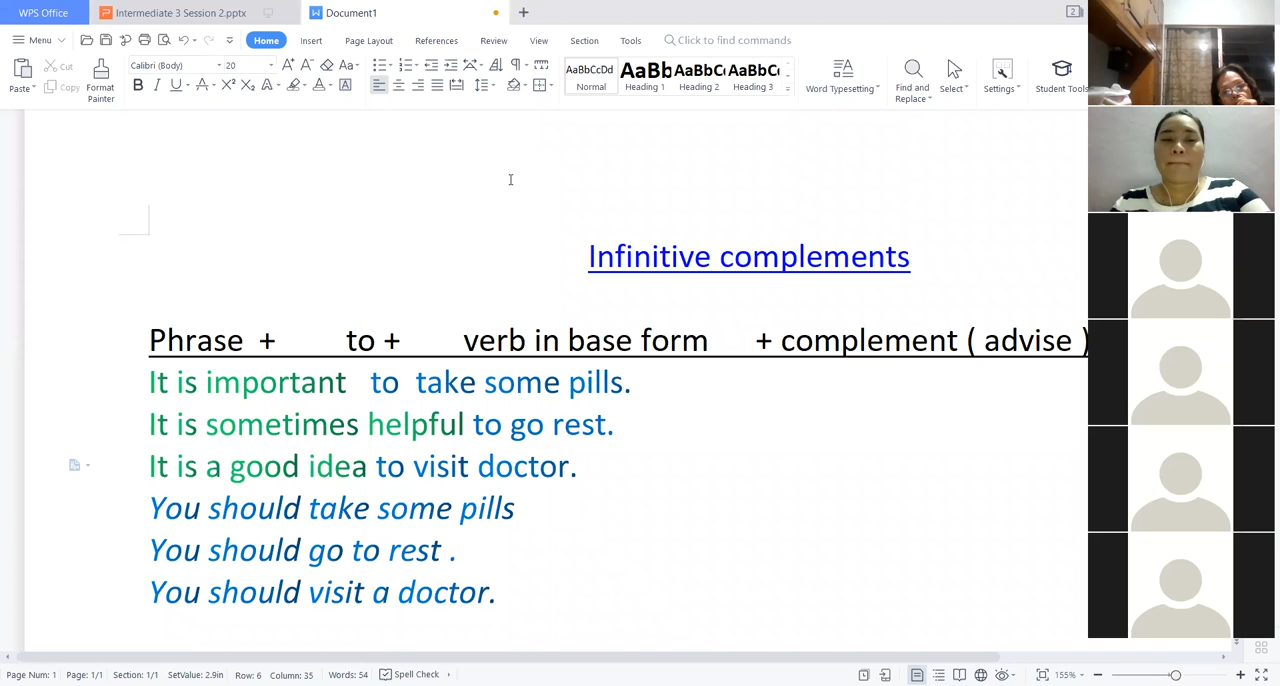 WPS Office Intermediate 3 Session 2.pptx Document1 + 2
Menu Home Insert Page Layout References Review View Section Tools Click to find commands
Paste Cut Copy Format Painter Calibri (Body) 20 AaBbCcDd Normal AaBb Heading 1 AaBbC Heading 2 AaBbC Heading 3 Word Typesetting Find and Replace Select Settings Student Tools
Infinitive complements
Phrase + to + verb in base form + complement ( advise )
It is important to take some pills.
It is sometimes helpful to go rest.
It is a good idea to visit doctor.
You should take some pills
You should go to rest .
You should visit a doctor.
Page Num: 1 Page: 1/1 Section: 1/1 SetValue: 2.9in Row: 6 Column: 35 Words: 54 Spell Check 155%